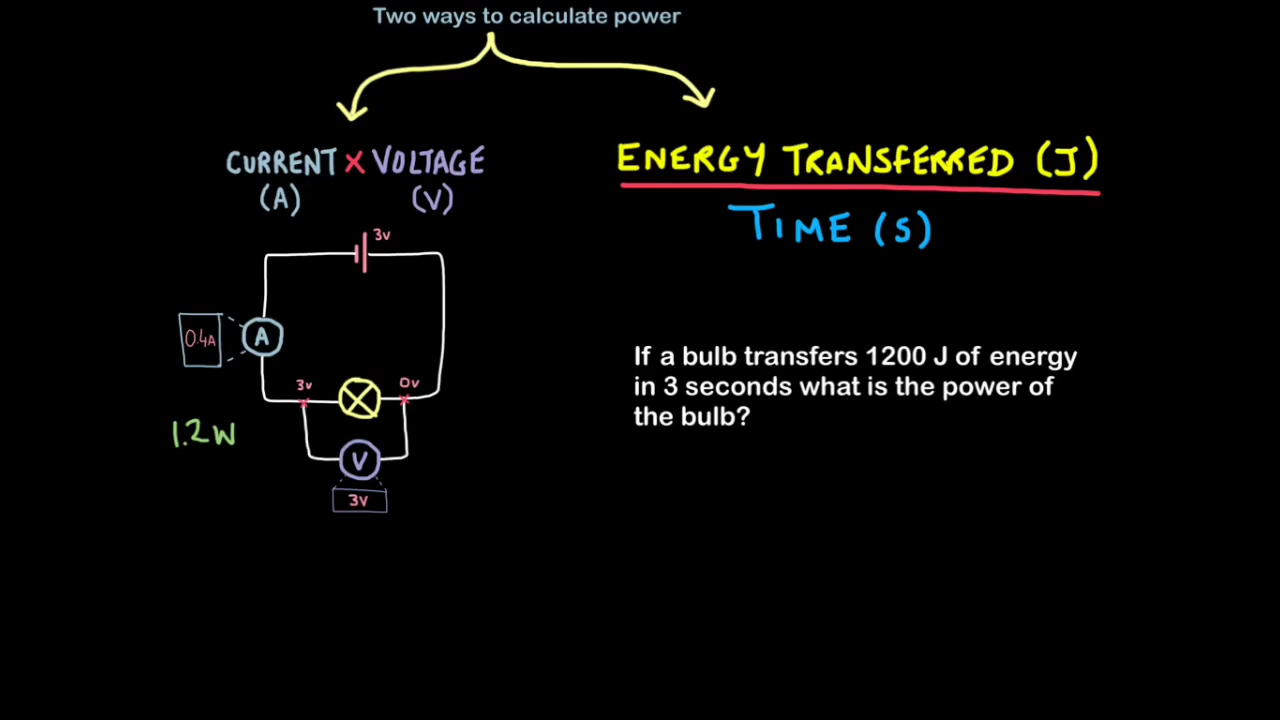 Two ways to calculate power
CURRENT X VOLTAGE
(A) (V)
3v
0.4A
A
3v
0v
1.2W
V
3V
ENERGY TRANSFERRED (J)
TIME (S)
If a bulb transfers 1200 J of energy
in 3 seconds what is the power of
the bulb?